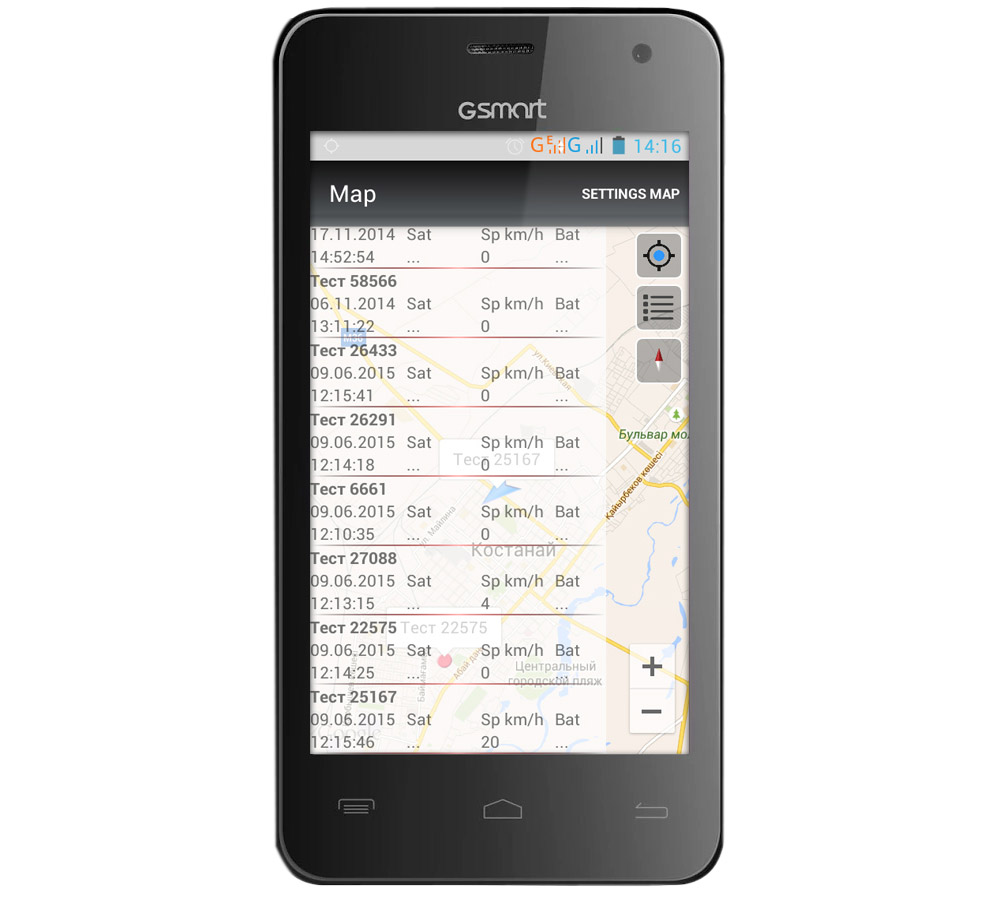 Gsmart
G E 4G 14:16
Map SETTINGS MAP
17.11.2014 Sat Sp km/h Bat
14:52:54 ... 0 ...
Тест 58566
06.11.2014 Sat Sp km/h Bat
13:11:22 ... 0 ...
M36
Тест 26433
09.06.2015 Sat Sp km/h Bat
12:15:41 ... 0 ...
Тест 26291
09.06.2015 Sat Sp km/h Bat
Бульвар мол
Тест 25167
12:14:18 ... 0 ...
Тест 6661
Қайырбеков көшесі
09.06.2015 Sat Sp km/h Bat
ул. Майлина
12:10:35 ... 0 ...
Костанай
Тест 27088
09.06.2015 Sat Sp km/h Bat
12:13:15 ... 4 ...
Тест 22575 Тест 22575
09.06.2015 Sat Sp km/h Bat
Центральный
12:14:25 ... 0 ...
городской пляж
Тест 25167
09.06.2015 Sat Sp km/h Bat
Google
12:15:46 ... 20 ...
+
−